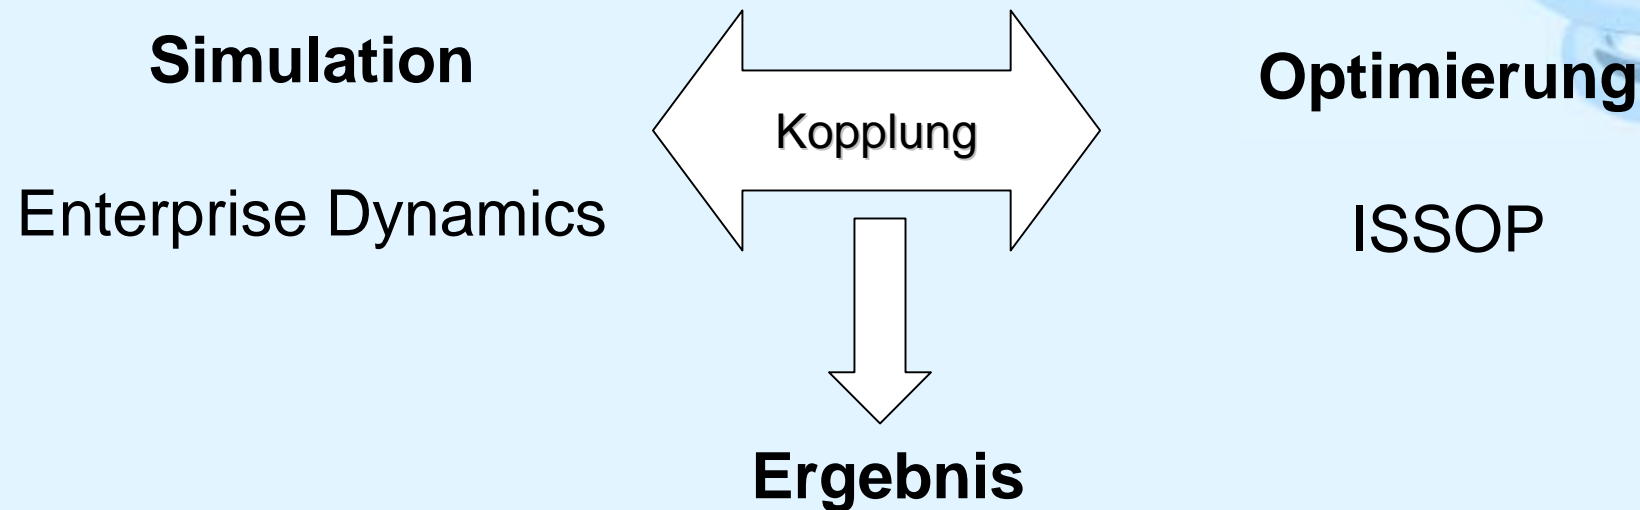 Simulation
Optimierung
Kopplung
Enterprise Dynamics
ISSOP
Ergebnis